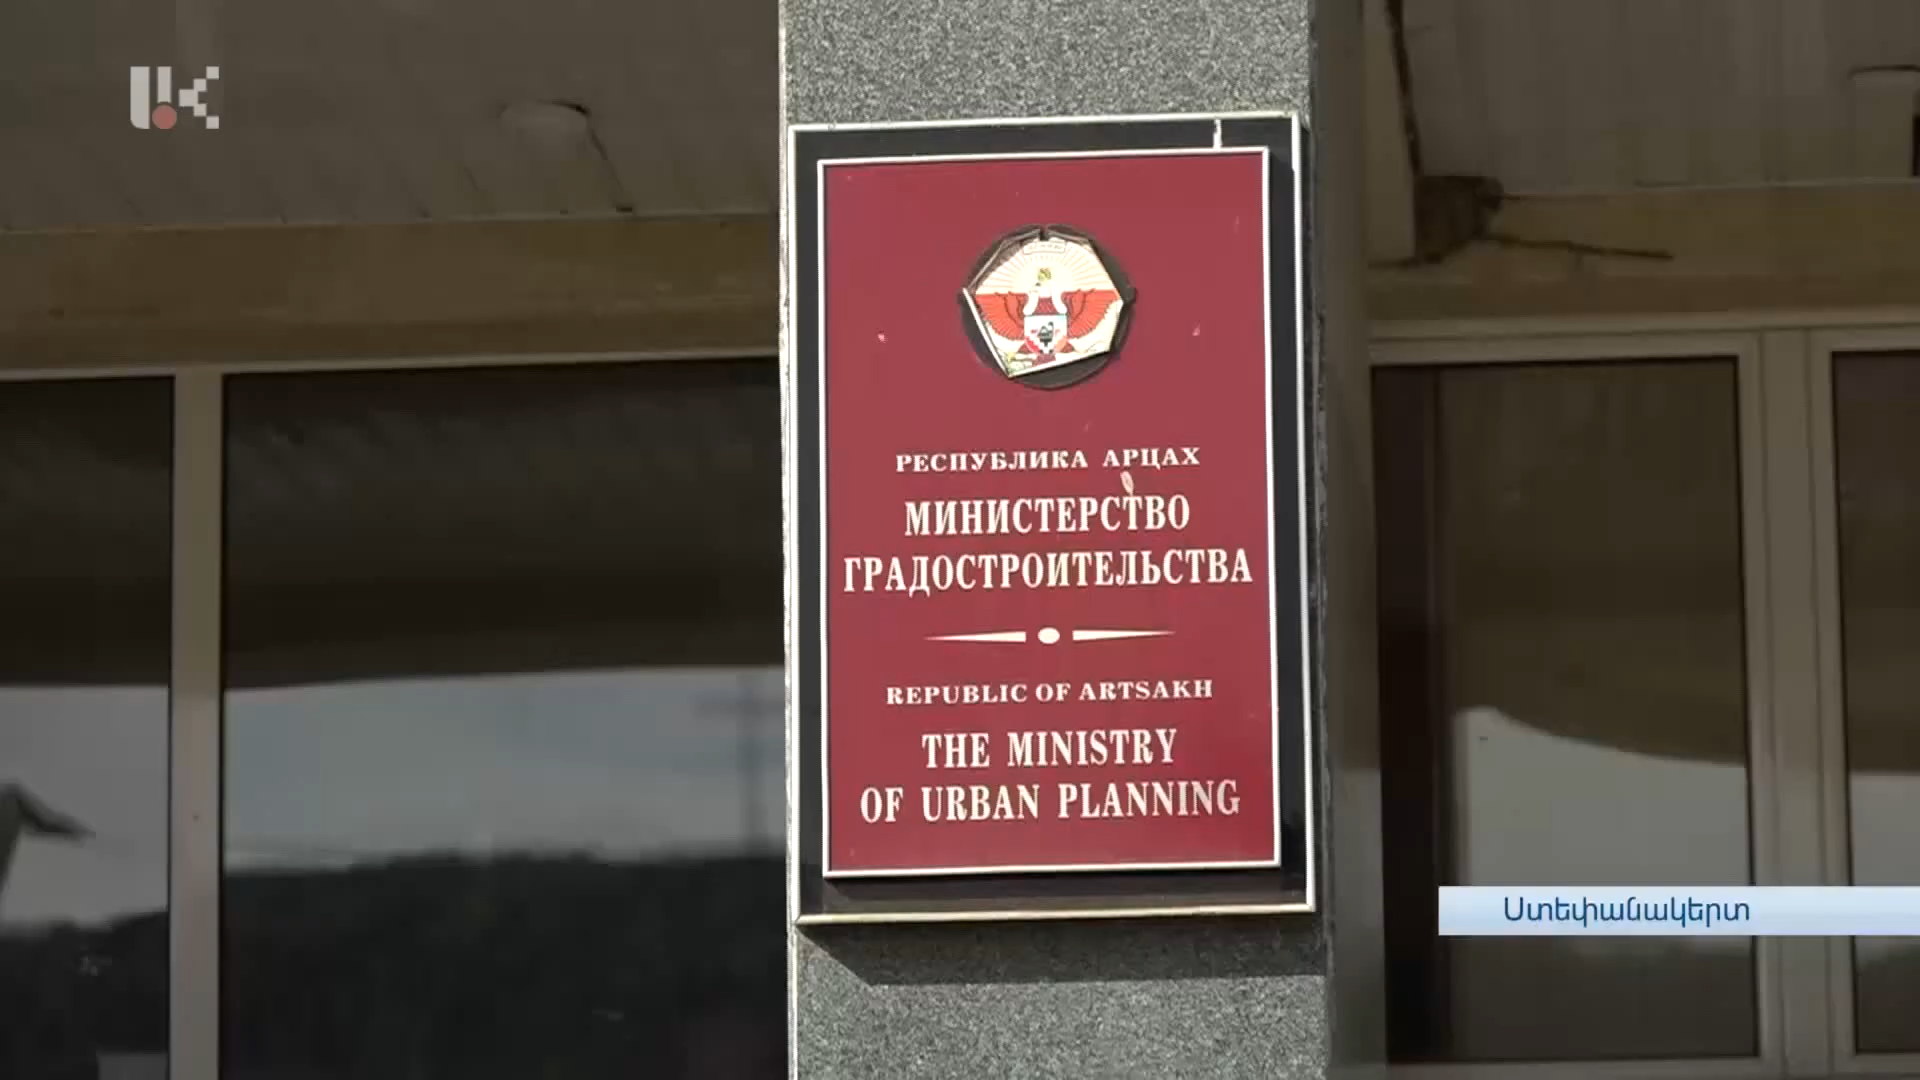 РЕСПУБЛИКА АРЦАХ
МИНИСТЕРСТВО
ГРАДОСТРОИТЕЛЬСТВА
REPUBLIC OF ARTSAKH
THE MINISTRY
OF URBAN PLANNING
Ստեփանակերտ